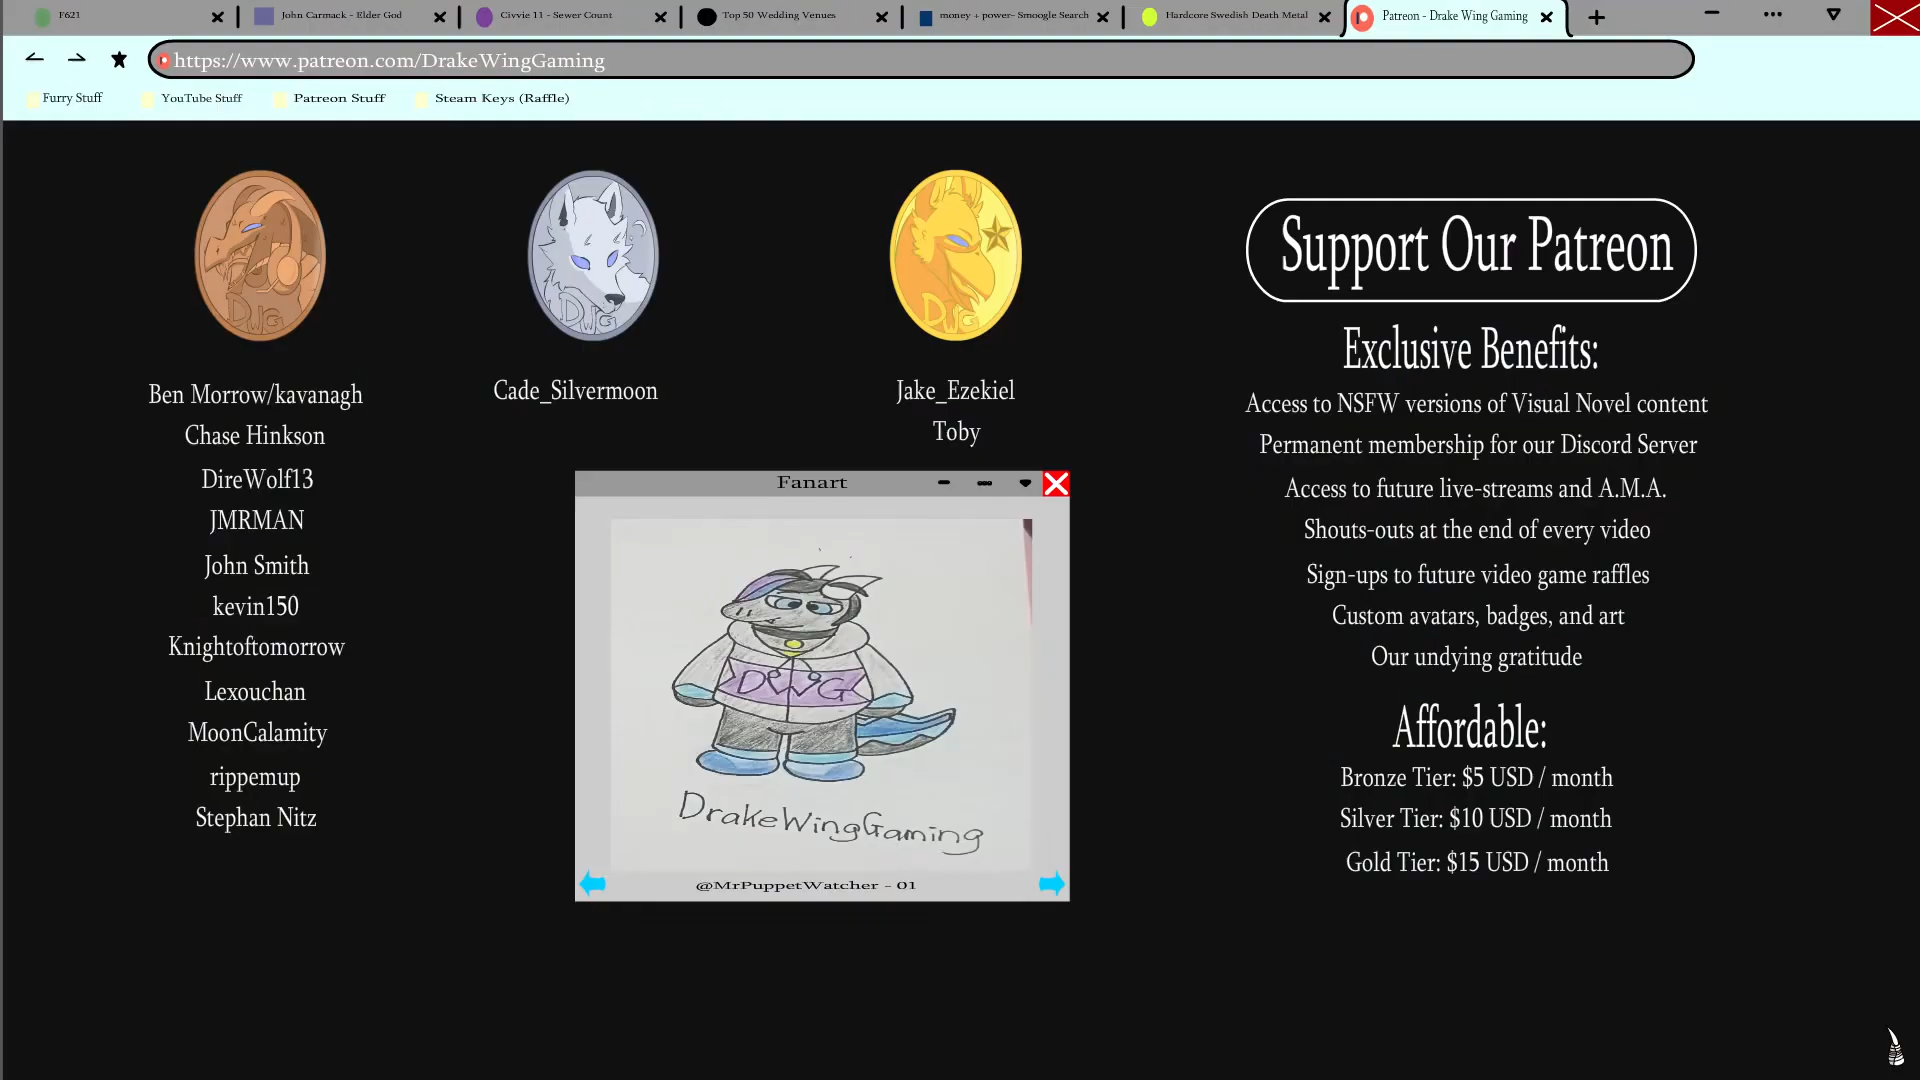 F621
John Carmack - Elder God
Civvie 11 - Sewer Count
Top 50 Wedding Venues
money + power- Smoogle Search
Hardcore Swedish Death Metal
Patreon - Drake Wing Gaming
https://www.patreon.com/DrakeWingGaming
Furry Stuff
YouTube Stuff
Patreon Stuff
Steam Keys (Raffle)
DWG
DWG
DWG
Ben Morrow/kavanagh
Chase Hinkson
DireWolf13
JMRMAN
John Smith
kevin150
Knightoftomorrow
Lexouchan
MoonCalamity
rippemup
Stephan Nitz
Cade_Silvermoon
Jake_Ezekiel
Toby
Fanart
DWG
DrakeWingGaming
@MrPuppetWatcher - 01
Support Our Patreon
Exclusive Benefits:
Access to NSFW versions of Visual Novel content
Permanent membership for our Discord Server
Access to future live-streams and A.M.A.
Shouts-outs at the end of every video
Sign-ups to future video game raffles
Custom avatars, badges, and art
Our undying gratitude
Affordable:
Bronze Tier: $5 USD / month
Silver Tier: $10 USD / month
Gold Tier: $15 USD / month